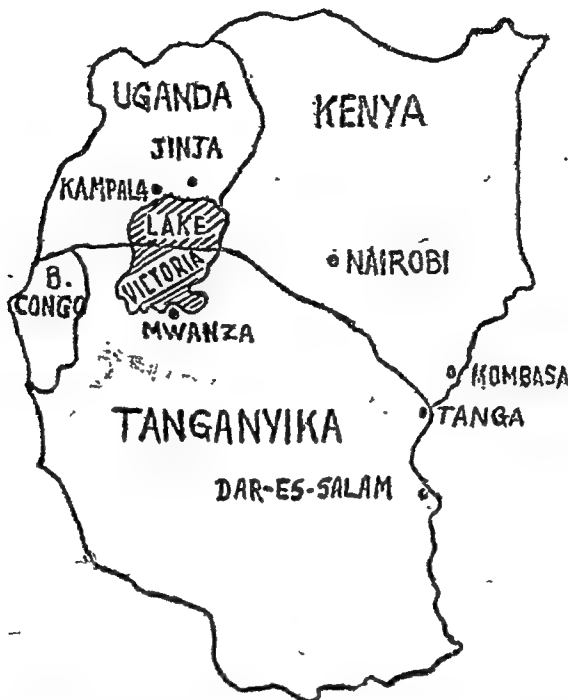 UGANDA
KENYA
JINJA
KAMPALA
LAKE
VICTORIA
NAIROBI
B.
CONGO
MWANZA
MOMBASA
TANGANYIKA
TANGA
DAR-ES-SALAM